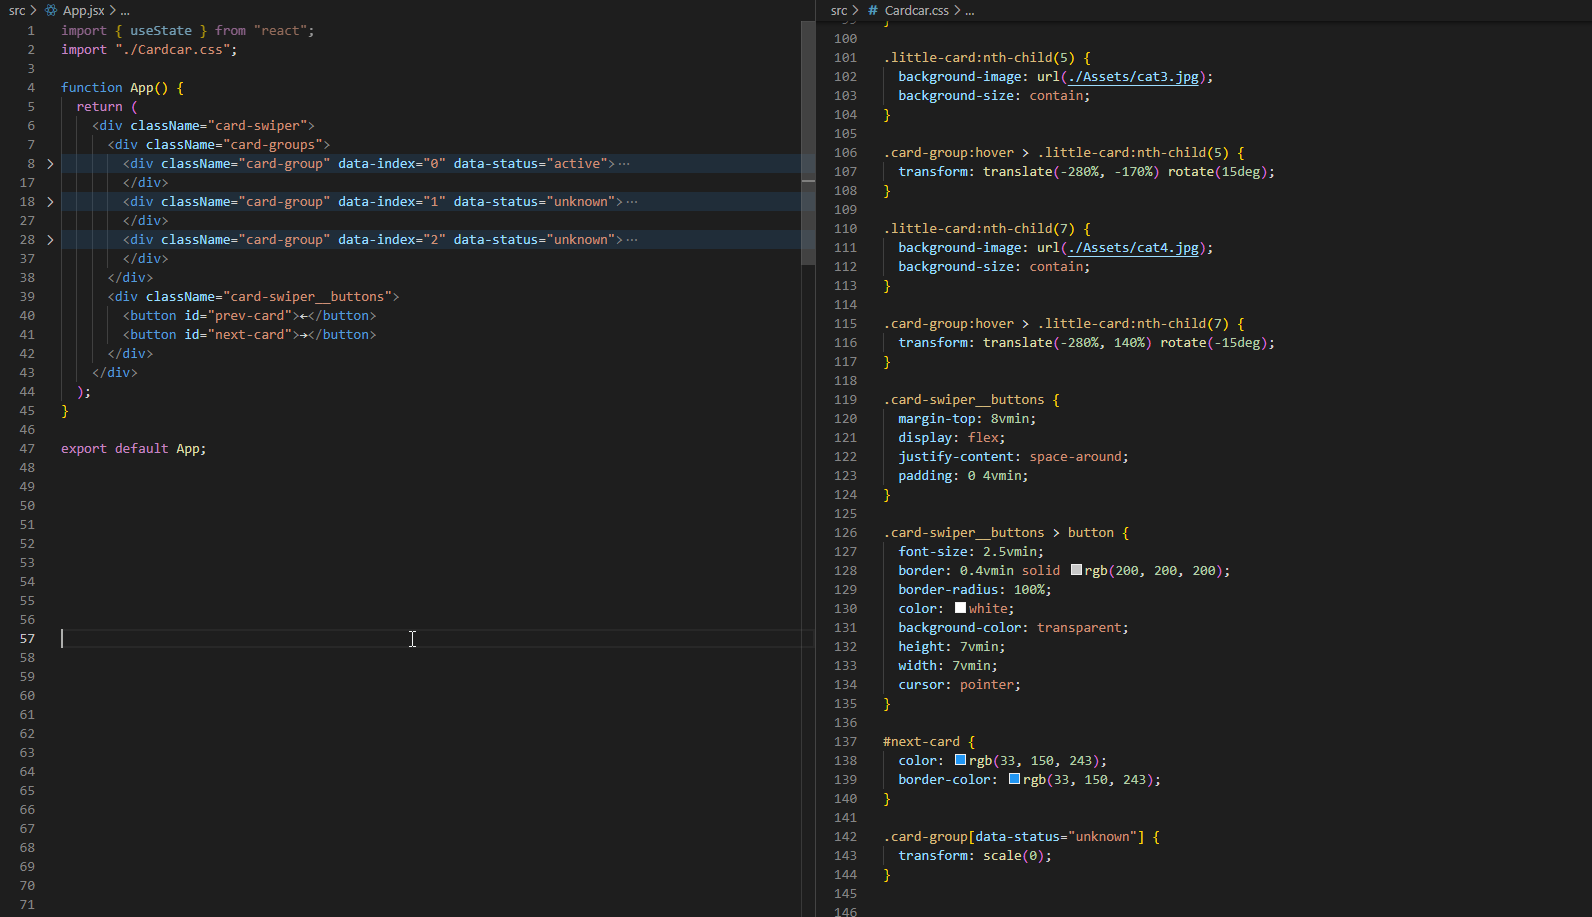 src > App.jsx > ...
1 import { useState } from "react";
2 import "./Cardcar.css";
3
4 function App() {
5 return (
6 <div className="card-swiper">
7 <div className="card-groups">
8 > <div className="card-group" data-index="0" data-status="active">···
17 </div>
18 > <div className="card-group" data-index="1" data-status="unknown">···
27 </div>
28 > <div className="card-group" data-index="2" data-status="unknown">···
37 </div>
38 </div>
39 <div className="card-swiper__buttons">
40 <button id="prev-card">←</button>
41 <button id="next-card">→</button>
42 </div>
43 </div>
44 );
45 }
46
47 export default App;
48
49
50
51
52
53
54
55
56
57
58
59
60
61
62
63
64
65
66
67
68
69
70
71
src > # Cardcar.css > ...
99 }
100
101 .little-card:nth-child(5) {
102 background-image: url(./Assets/cat3.jpg);
103 background-size: contain;
104 }
105
106 .card-group:hover > .little-card:nth-child(5) {
107 transform: translate(-280%, -170%) rotate(15deg);
108 }
109
110 .little-card:nth-child(7) {
111 background-image: url(./Assets/cat4.jpg);
112 background-size: contain;
113 }
114
115 .card-group:hover > .little-card:nth-child(7) {
116 transform: translate(-280%, 140%) rotate(-15deg);
117 }
118
119 .card-swiper__buttons {
120 margin-top: 8vmin;
121 display: flex;
122 justify-content: space-around;
123 padding: 0 4vmin;
124 }
125
126 .card-swiper__buttons > button {
127 font-size: 2.5vmin;
128 border: 0.4vmin solid rgb(200, 200, 200);
129 border-radius: 100%;
130 color: white;
131 background-color: transparent;
132 height: 7vmin;
133 width: 7vmin;
134 cursor: pointer;
135 }
136
137 #next-card {
138 color: rgb(33, 150, 243);
139 border-color: rgb(33, 150, 243);
140 }
141
142 .card-group[data-status="unknown"] {
143 transform: scale(0);
144 }
145
146